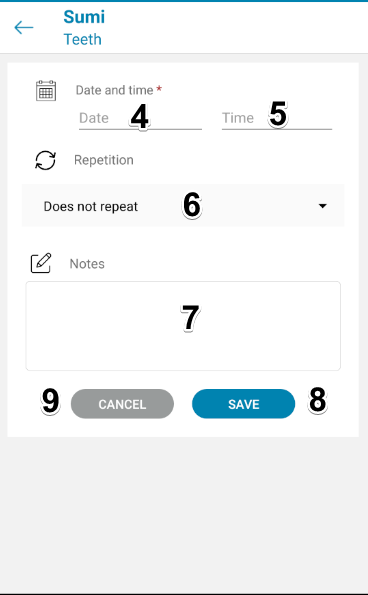 Sumi
Teeth
Date and time *
Date 4 Time 5
Repetition
Does not repeat 6
Notes
7
9 CANCEL SAVE 8